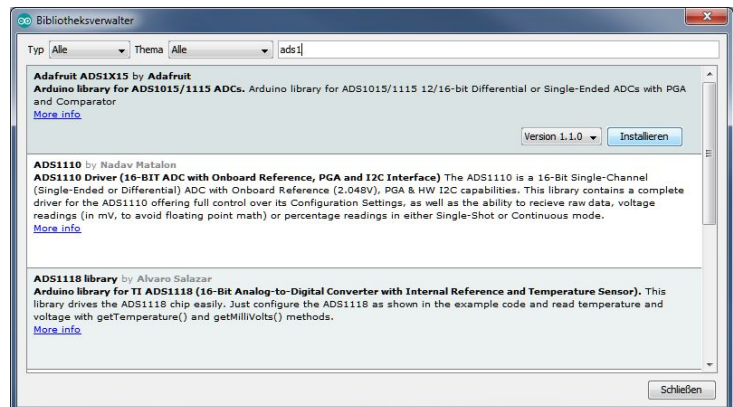 Bibliotheksverwalter
Typ Alle Thema Alle ads1
Adafruit ADS1X15 by Adafruit
Arduino library for ADS1015/1115 ADCs. Arduino library for ADS1015/1115 12/16-bit Differential or Single-Ended ADCs with PGA
and Comparator
More info
Version 1.1.0 Installieren
ADS1110 by Nadav Matalon
ADS1110 Driver (16-BIT ADC with Onboard Reference, PGA and I2C Interface) The ADS1110 is a 16-Bit Single-Channel
(Single-Ended or Differential) ADC with Onboard Reference (2.048V), PGA & HW I2C capabilities. This library contains a complete
driver for the ADS1110 offering full control over its Configuration Settings, as well as the ability to recieve raw data, voltage
readings (in mV, to avoid floating point math) or percentage readings in either Single-Shot or Continuous mode.
More info
ADS1118 library by Alvaro Salazar
Arduino library for TI ADS1118 (16-Bit Analog-to-Digital Converter with Internal Reference and Temperature Sensor). This
library drives the ADS1118 chip easily. Just configure the ADS1118 as shown in the example code and read temperature and
voltage with getTemperature() and getMilliVolts() methods.
More info
Schließen